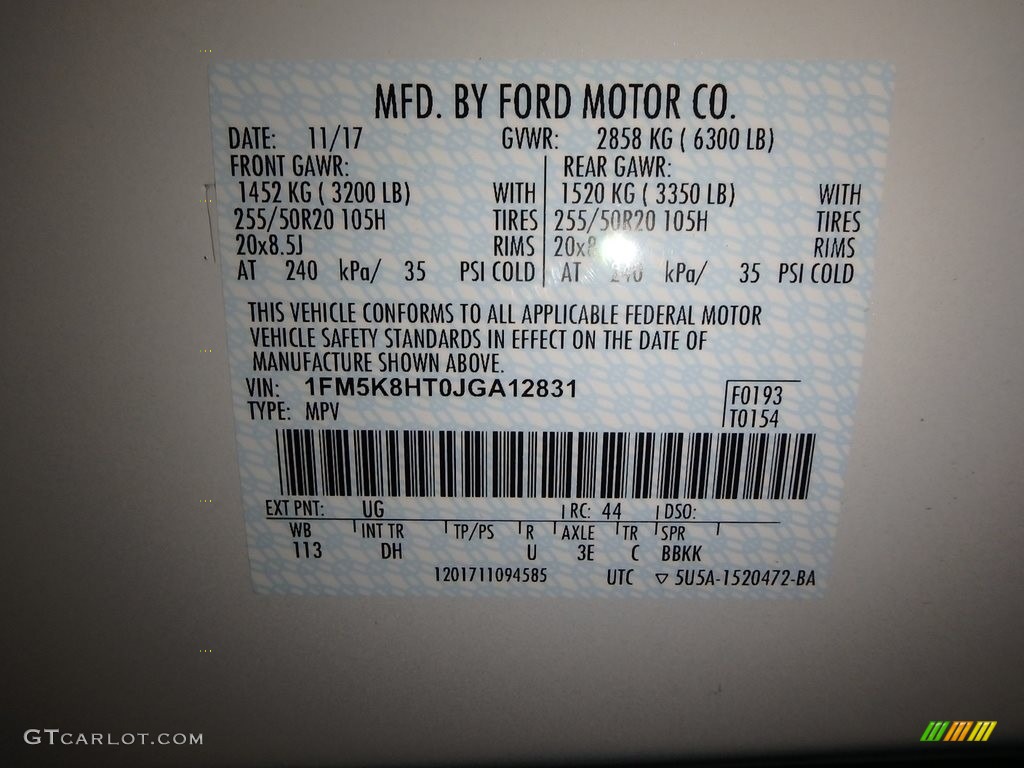 MFD. BY FORD MOTOR CO.
DATE: 11/17 GVWR: 2858 KG ( 6300 LB)
FRONT GAWR: REAR GAWR:
1452 KG ( 3200 LB) WITH 1520 KG ( 3350 LB) WITH
255/50R20 105H TIRES 255/50R20 105H TIRES
20x8.5J RIMS RIMS
AT 240 kPa/ 35 PSI COLD AT 240 kPa/ 35 PSI COLD
THIS VEHICLE CONFORMS TO ALL APPLICABLE FEDERAL MOTOR
VEHICLE SAFETY STANDARDS IN EFFECT ON THE DATE OF
MANUFACTURE SHOWN ABOVE.
VIN: 1FM5K8HT0JGA12831 F0193
TYPE: MPV T0154
EXT PNT: UG RC: 44 DSO:
WB INT TR TP/PS R AXLE TR SPR
113 DH U 3E C BBKK
1201711094585 UTC ▽ 5U5A-1520472-BA
GTCARLOT.COM